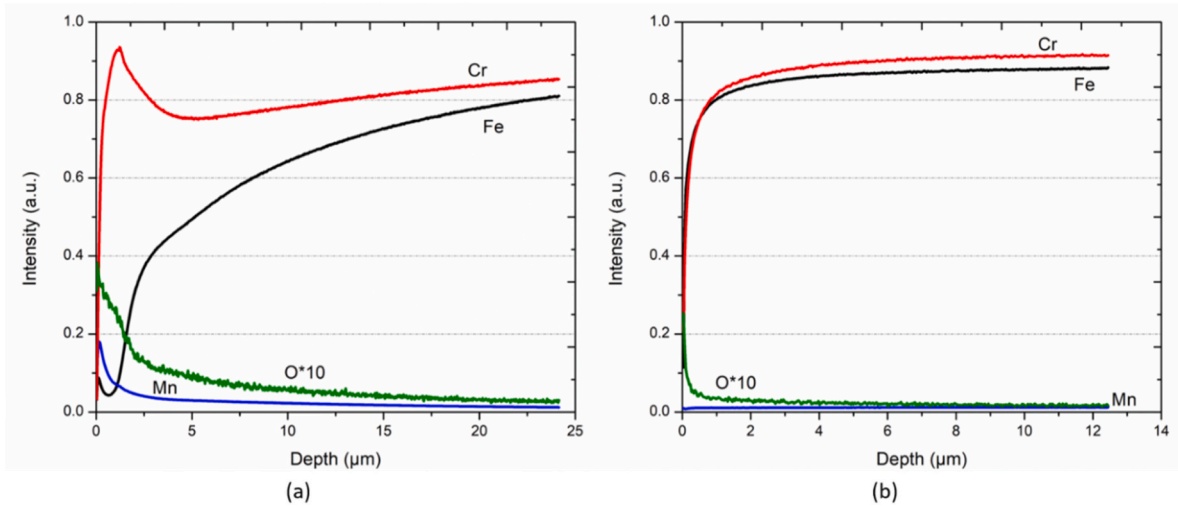 1.0
0.8
0.6
0.4
0.2
0.0
Intensity (a.u.)
Cr
Fe
Mn
O*10
0 5 10 15 20 25
Depth (μm)
(a)
1.0
0.8
0.6
0.4
0.2
0.0
Intensity (a.u.)
Cr
Fe
O*10
Mn
0 2 4 6 8 10 12 14
Depth (μm)
(b)